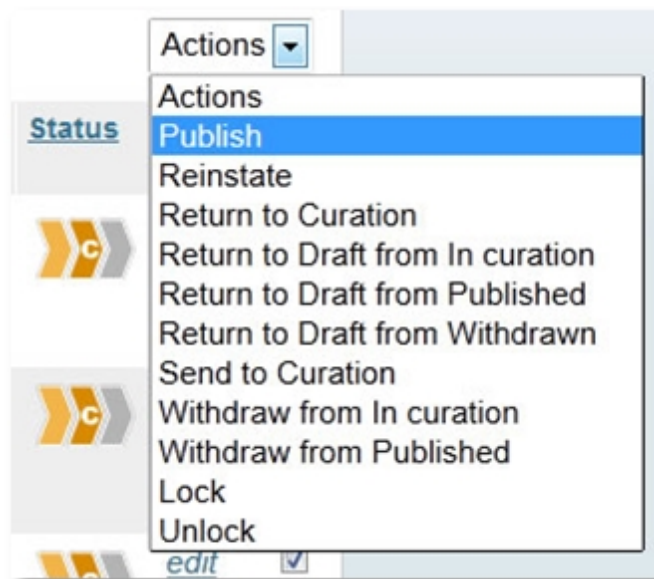 Actions
Actions
Status
Publish
Reinstate
Return to Curation
C
Return to Draft from In curation
Return to Draft from Published
Return to Draft from Withdrawn
Send to Curation
C
Withdraw from In curation
Withdraw from Published
Lock
Unlock
C
edit